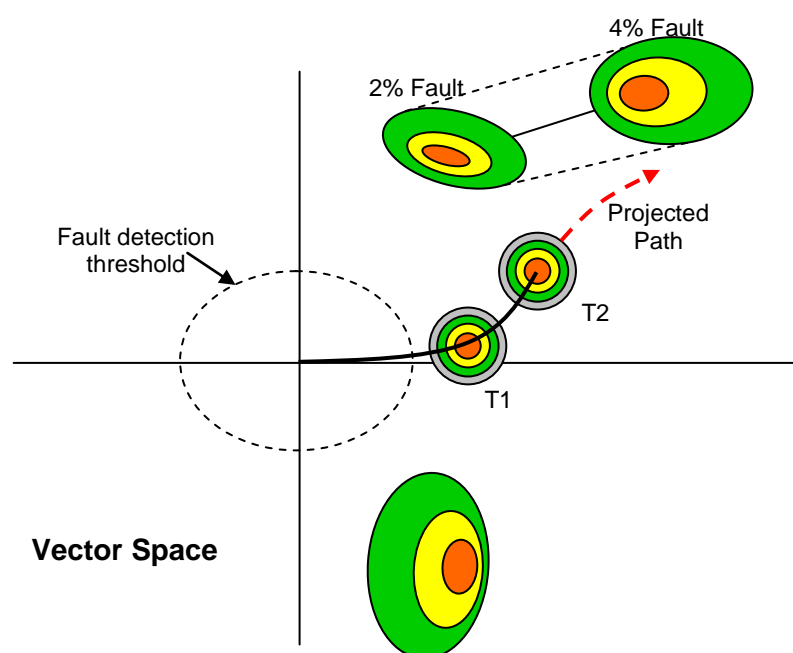 4% Fault
2% Fault
Projected
Path
Fault detection
threshold
T2
T1
Vector Space